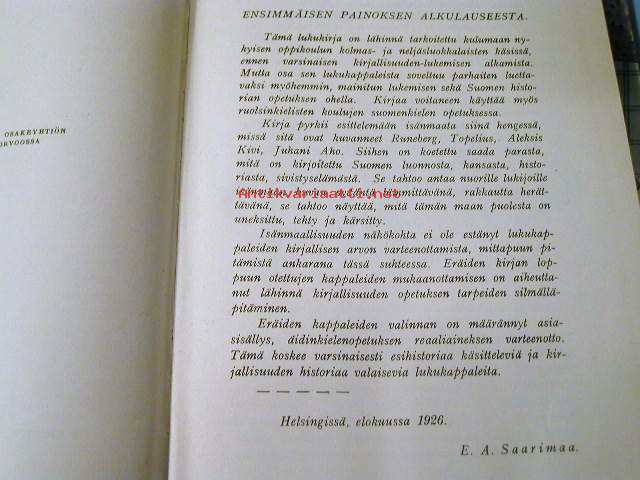 OSAKEYHTIÖN
ORVOOSSA
ENSIMMÄISEN PAINOKSEN ALKULAUSEESTA.
Tämä lukukirja on lähinnä tarkoitettu kulumaan ny-
kyisen oppikoulun kolmas- ja neljäsluokkalaisten käsissä,
ennen varsinaisen kirjallisuuden-lukemisen alkamista.
Mutta osa sen lukukappaleista soveltuu parhaiten luetta-
vaksi myöhemmin, mainitun lukemisen sekä Suomen histo-
rian opetuksen ohella. Kirjaa voitaneen käyttää myös
ruotsinkielisten koulujen suomenkielen opetuksessa.
Kirja pyrkii esittelemään isänmaata siinä hengessä,
missä sitä ovat kuvanneet Runeberg, Topelius, Aleksis
Kivi, Juhani Aho. Siihen on koetettu saada parasta,
mitä on kirjoitettu Suomen luonnosta, kansasta, histo-
riasta, sivistyselämästä. Se tahtoo antaa nuorille lukijoille
isänmaan kuvan, mieltä lämmittävänä, rakkautta herät-
Antikvariaatti.net
tävänä, se tahtoo näyttää, mitä tämän maan puolesta on
uneksittu, tehty ja kärsitty.
Isänmaallisuuden näkökohta ei ole estänyt lukukap-
paleiden kirjallisen arvon varteenottamista, mittapuun pi-
tämistä ankarana tässä suhteessa. Eräiden kirjan lop-
puun otettujen kappaleiden mukaanottamisen on aiheutta-
nut lähinnä kirjallisuuden opetuksen tarpeiden silmällä-
pitäminen.
Eräiden kappaleiden valinnan on määrännyt asia-
sisällys, äidinkielenopetuksen reaaliaineksen varteenotto.
Tämä koskee varsinaisesti esihistoriaa käsitteleviä ja kir-
jallisuuden historiaa valaisevia lukukappaleita.
— — — — —
Helsingissä, elokuussa 1926.
E. A. Saarimaa.